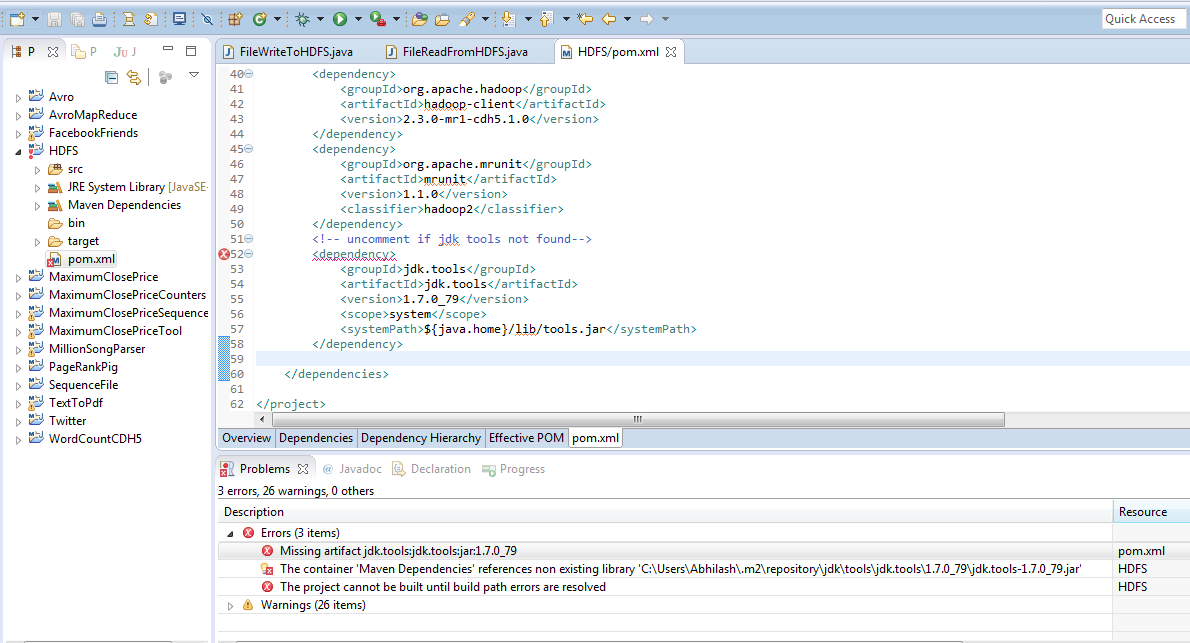 Quick Access
P P Ju J
FileWriteToHDFS.java FileReadFromHDFS.java HDFS/pom.xml
Avro
AvroMapReduce
FacebookFriends
HDFS
src
JRE System Library [JavaSE-
Maven Dependencies
bin
target
pom.xml
MaximumClosePrice
MaximumClosePriceCounters
MaximumClosePriceSequence
MaximumClosePriceTool
MillionSongParser
PageRankPig
SequenceFile
TextToPdf
Twitter
WordCountCDH5
40 <dependency>
41 <groupId>org.apache.hadoop</groupId>
42 <artifactId>hadoop-client</artifactId>
43 <version>2.3.0-mr1-cdh5.1.0</version>
44 </dependency>
45 <dependency>
46 <groupId>org.apache.mrunit</groupId>
47 <artifactId>mrunit</artifactId>
48 <version>1.1.0</version>
49 <classifier>hadoop2</classifier>
50 </dependency>
51 <!-- uncomment if jdk tools not found-->
52 <dependency>
53 <groupId>jdk.tools</groupId>
54 <artifactId>jdk.tools</artifactId>
55 <version>1.7.0_79</version>
56 <scope>system</scope>
57 <systemPath>${java.home}/lib/tools.jar</systemPath>
58 </dependency>
59
60 </dependencies>
61
62 </project>
Overview Dependencies Dependency Hierarchy Effective POM pom.xml
Problems @ Javadoc Declaration Progress
3 errors, 26 warnings, 0 others
Description Resource
Errors (3 items)
Missing artifact jdk.tools:jdk.tools:jar:1.7.0_79 pom.xml
The container 'Maven Dependencies' references non existing library 'C:\Users\Abhilash\.m2\repository\jdk\tools\jdk.tools\1.7.0_79\jdk.tools-1.7.0_79.jar' HDFS
The project cannot be built until build path errors are resolved HDFS
Warnings (26 items)